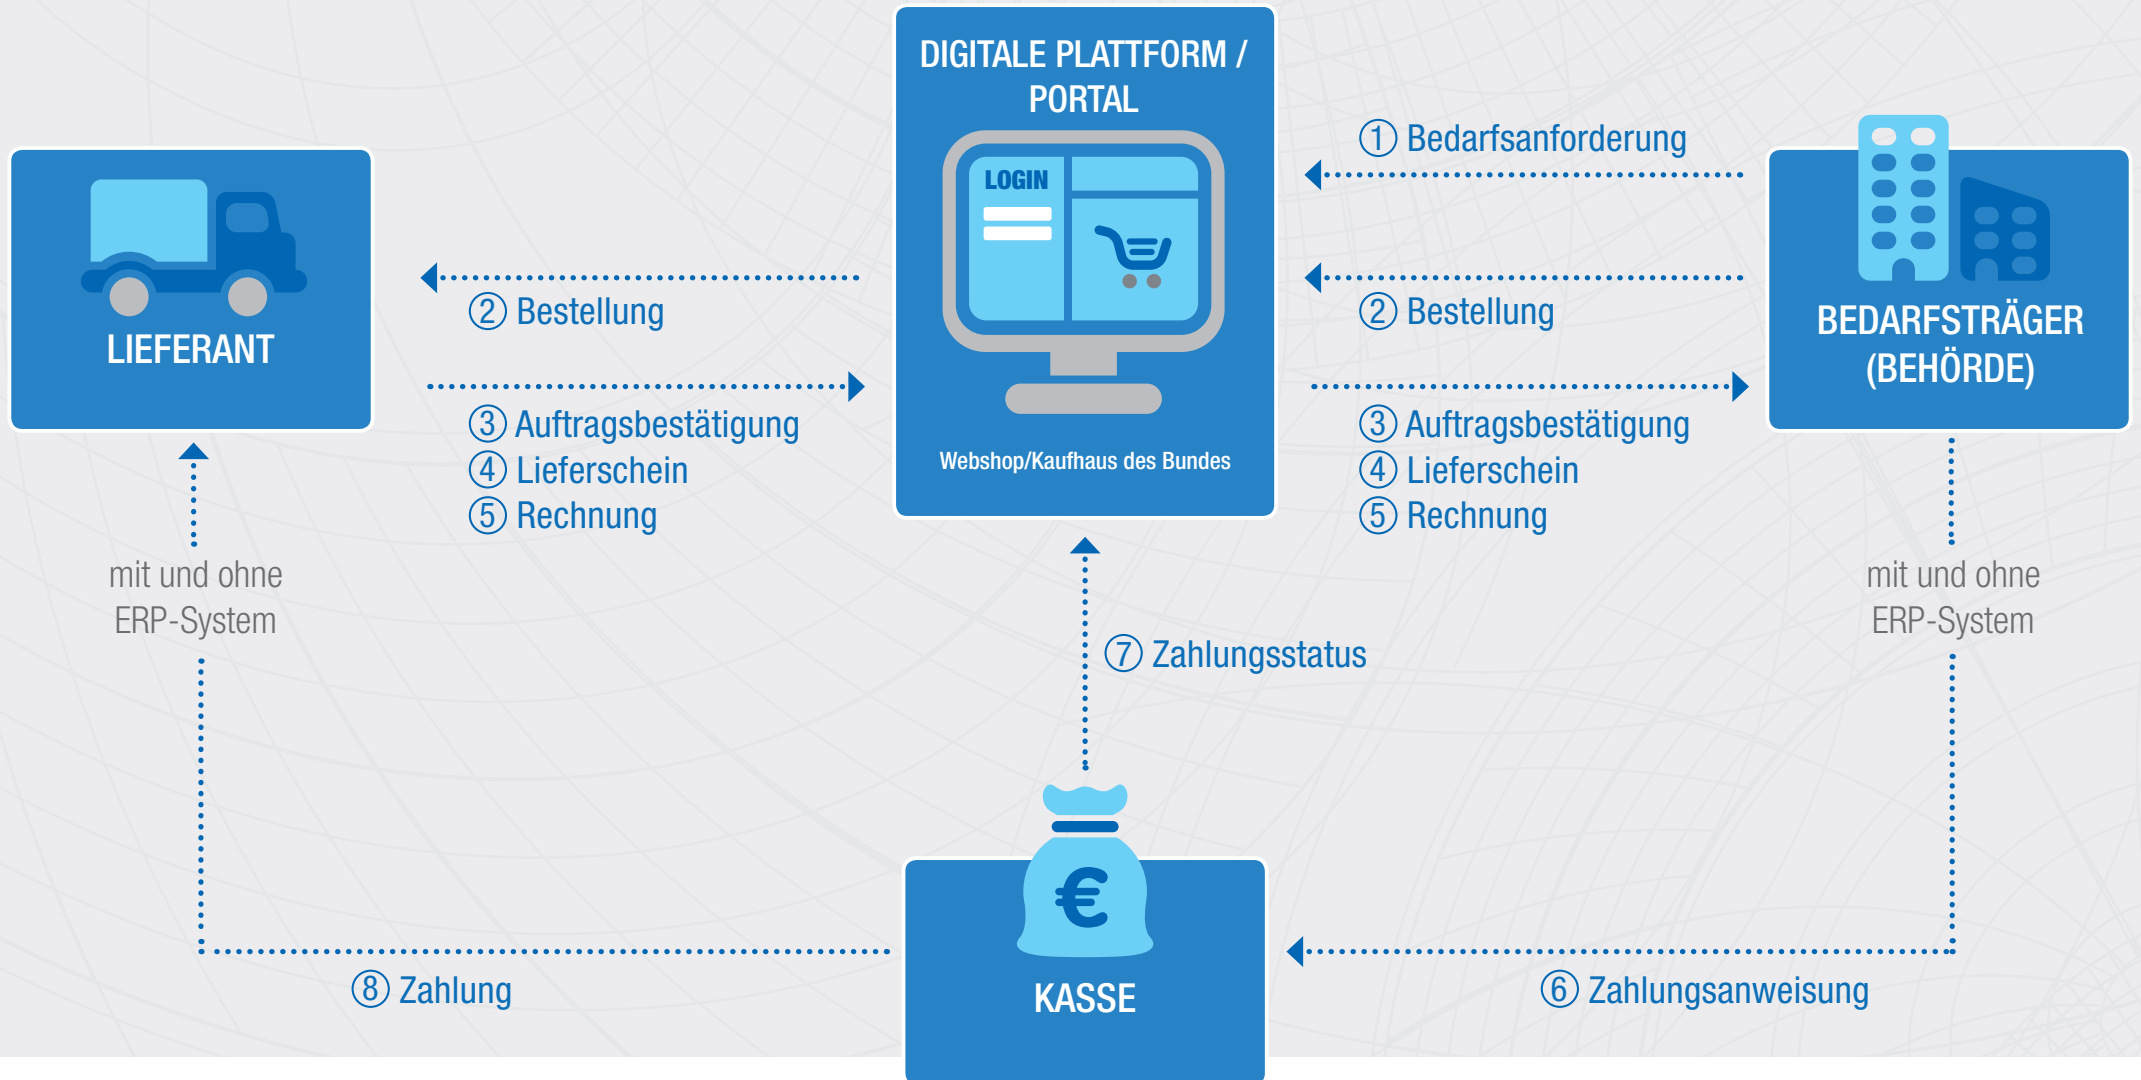 DIGITALE PLATTFORM /
PORTAL
LOGIN
Webshop/Kaufhaus des Bundes
LIEFERANT
② Bestellung
③ Auftragsbestätigung
④ Lieferschein
⑤ Rechnung
① Bedarfsanforderung
② Bestellung
③ Auftragsbestätigung
④ Lieferschein
⑤ Rechnung
BEDARFSTRÄGER
(BEHÖRDE)
mit und ohne
ERP-System
⑦ Zahlungsstatus
mit und ohne
ERP-System
€
KASSE
⑧ Zahlung
⑥ Zahlungsanweisung